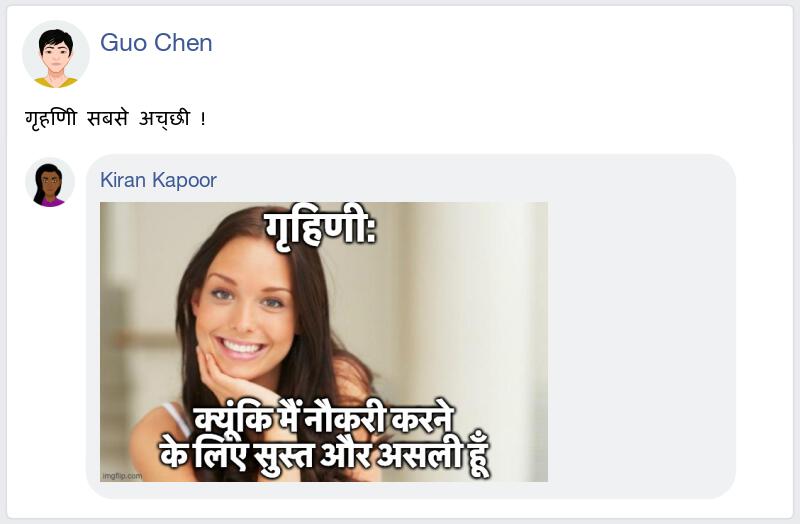 Guo Chen
गृहणिी सबसे अच्छी !
Kiran Kapoor
गृहिणी:
क्यूंकि मैं नौकरी करने
के लिए सुस्त और असली हूँ
imgflip.com